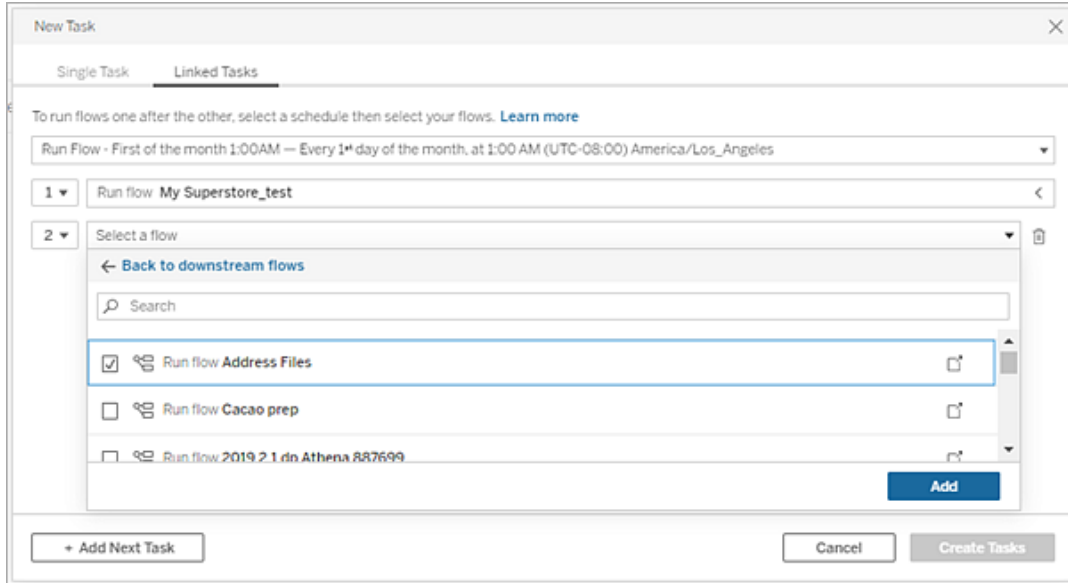 New Task
Single Task Linked Tasks
To run flows one after the other, select a schedule then select your flows. Learn more
Run Flow - First of the month 1:00AM — Every 1st day of the month, at 1:00 AM (UTC-08:00) America/Los_Angeles
1 Run flow My Superstore_test
2 Select a flow
Back to downstream flows
Search
Run flow Address Files
Run flow Cacao prep
Run flow 2019 2 1 dp Athena 887699
Add
+ Add Next Task Cancel Create Tasks